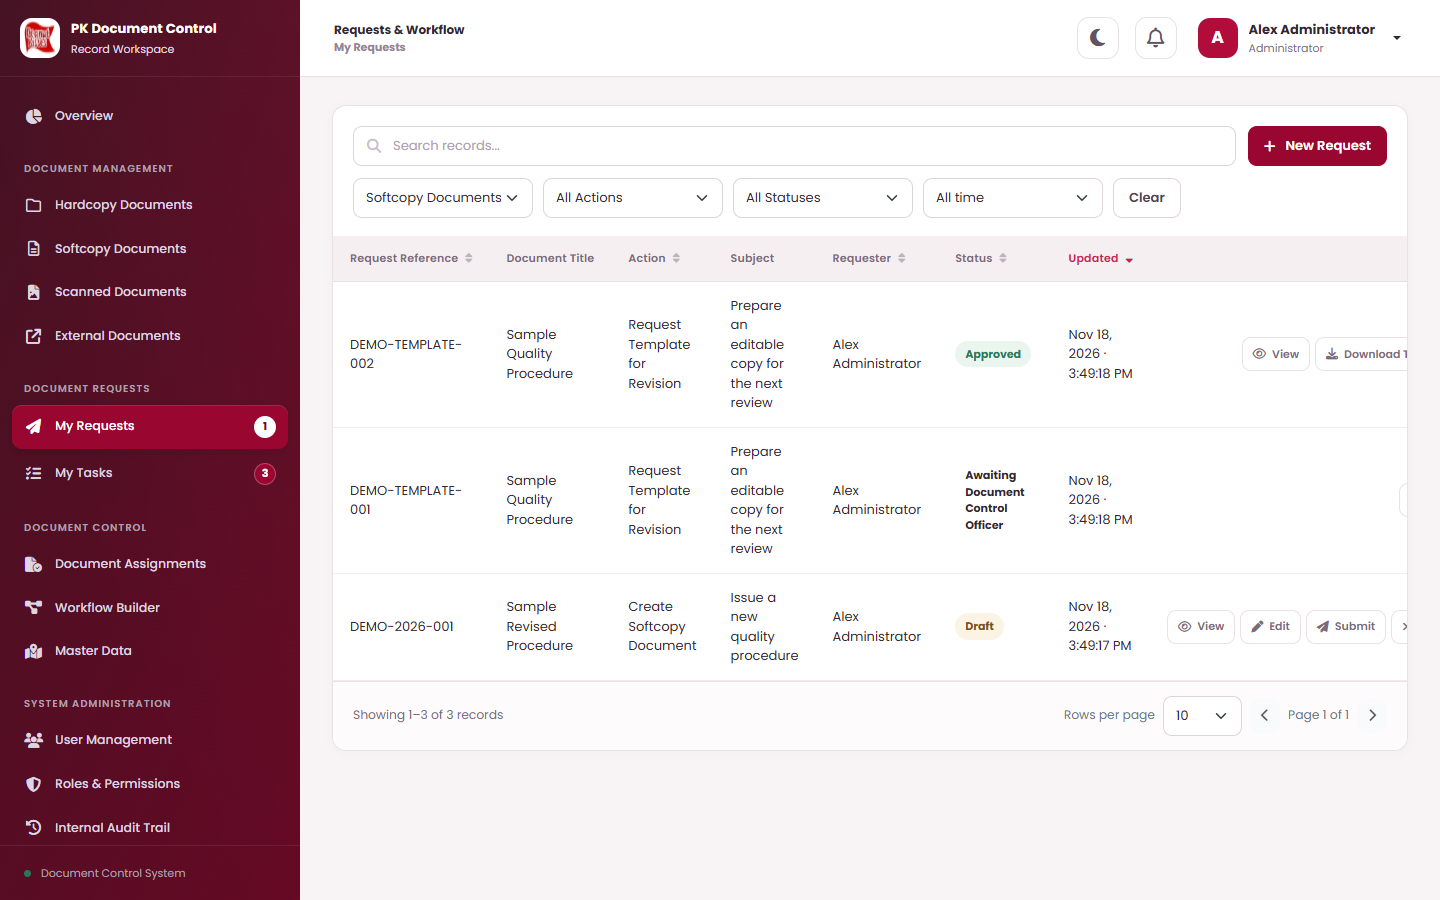 PK Document Control
Record Workspace
Requests & Workflow
My Requests
A
Alex Administrator
Administrator
Overview
DOCUMENT MANAGEMENT
Hardcopy Documents
Softcopy Documents
Scanned Documents
External Documents
DOCUMENT REQUESTS
My Requests
1
My Tasks
3
DOCUMENT CONTROL
Document Assignments
Workflow Builder
Master Data
SYSTEM ADMINISTRATION
User Management
Roles & Permissions
Internal Audit Trail
Document Control System
Search records...
New Request
Softcopy Documents
All Actions
All Statuses
All time
Clear
Request Reference
Document Title
Action
Subject
Requester
Status
Updated
DEMO-TEMPLATE-
002
Sample
Quality
Procedure
Request
Template
for
Revision
Prepare
an
editable
copy for
the next
review
Alex
Administrator
Approved
Nov 18,
2026 ·
3:49:18 PM
View
Download T
DEMO-TEMPLATE-
001
Sample
Quality
Procedure
Request
Template
for
Revision
Prepare
an
editable
copy for
the next
review
Alex
Administrator
Awaiting
Document
Control
Officer
Nov 18,
2026 ·
3:49:18 PM
DEMO-2026-001
Sample
Revised
Procedure
Create
Softcopy
Document
Issue a
new
quality
procedure
Alex
Administrator
Draft
Nov 18,
2026 ·
3:49:17 PM
View
Edit
Submit
Showing 1–3 of 3 records
Rows per page
10
Page 1 of 1